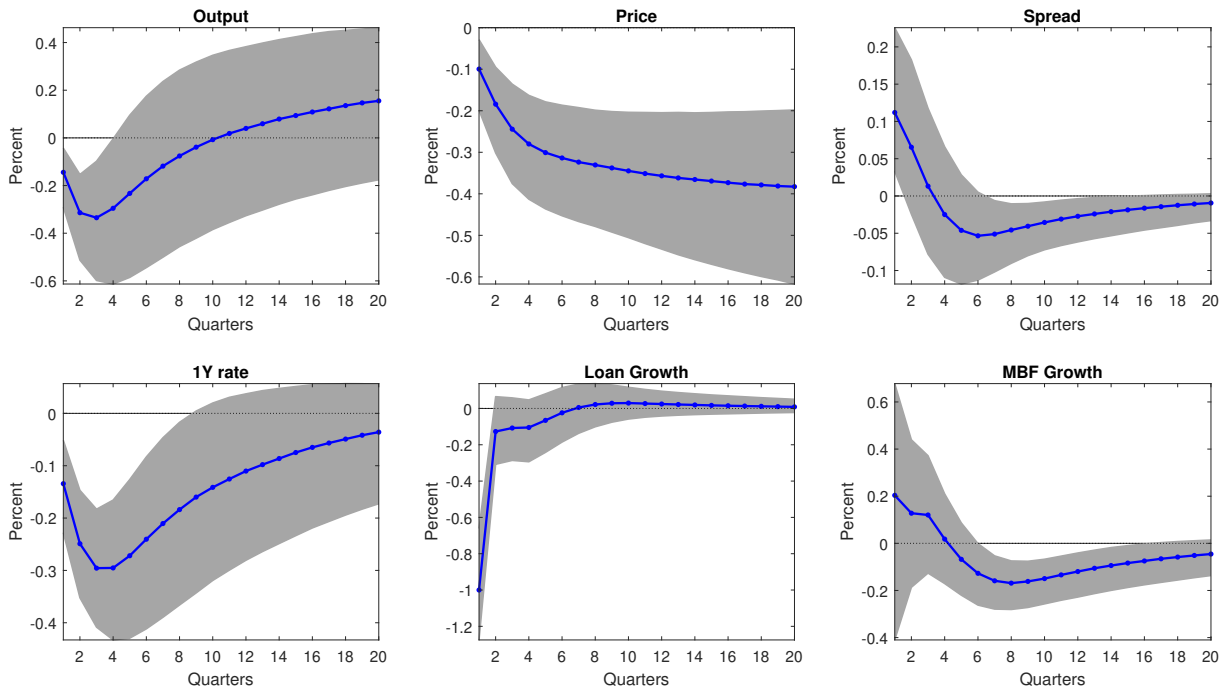 Output
Percent
0.4
0.2
0
-0.2
-0.4
-0.6
2 4 6 8 10 12 14 16 18 20
Quarters
Price
Percent
0
-0.1
-0.2
-0.3
-0.4
-0.5
-0.6
2 4 6 8 10 12 14 16 18 20
Quarters
Spread
Percent
0.2
0.15
0.1
0.05
0
-0.05
-0.1
2 4 6 8 10 12 14 16 18 20
Quarters
1Y rate
Percent
0
-0.1
-0.2
-0.3
-0.4
2 4 6 8 10 12 14 16 18 20
Quarters
Loan Growth
Percent
0
-0.2
-0.4
-0.6
-0.8
-1
-1.2
2 4 6 8 10 12 14 16 18 20
Quarters
MBF Growth
Percent
0.6
0.4
0.2
0
-0.2
-0.4
2 4 6 8 10 12 14 16 18 20
Quarters